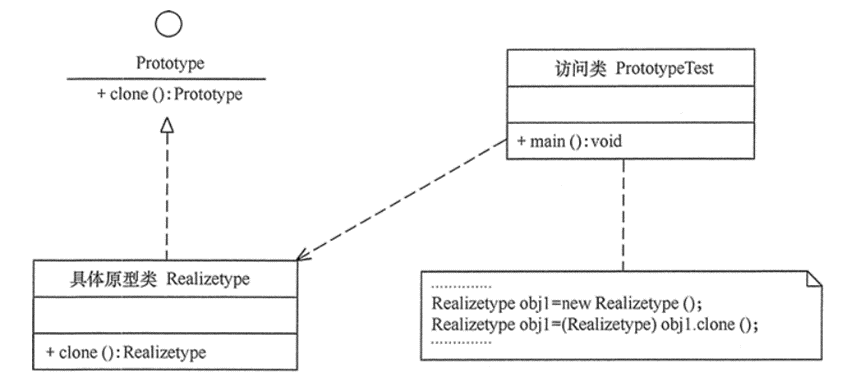 Prototype
+ clone ():Prototype
访问类 PrototypeTest
+ main ():void
具体原型类 Realizetype
+ clone ():Realizetype
..............
Realizetype obj1=new Realizetype ();
Realizetype obj1=(Realizetype) obj1.clone ();
..............